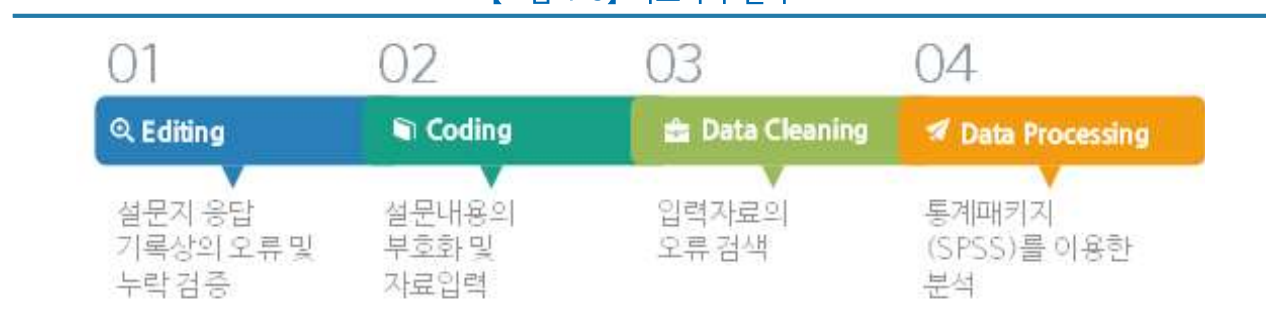 01
02
03
04
Editing
Coding
Data Cleaning
Data Processing
설문지 응답
기록상의 오류 및
누락 검증
설문내용의
부호화 및
자료입력
입력자료의
오류 검색
통계패키지
(SPSS)를 이용한
분석